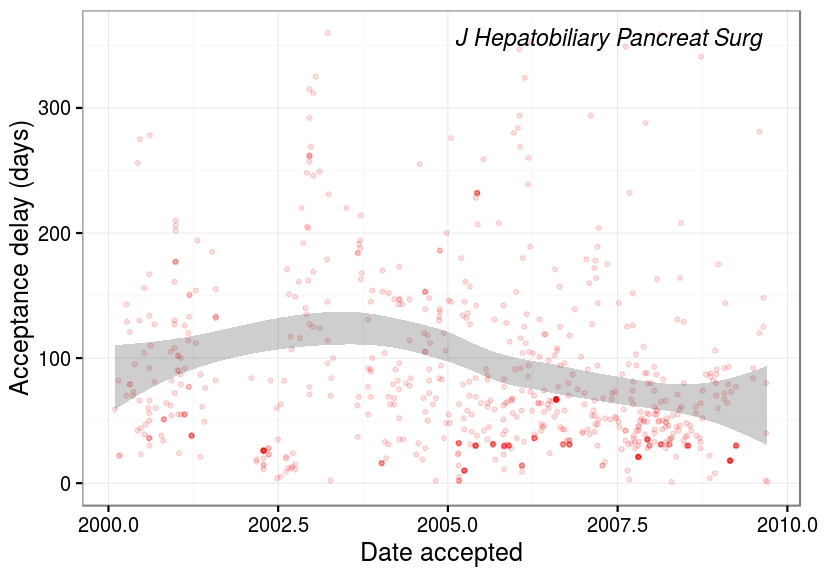 J Hepatobiliary Pancreat Surg
Acceptance delay (days)
300
200
100
0
2000.0 2002.5 2005.0 2007.5 2010.0
Date accepted